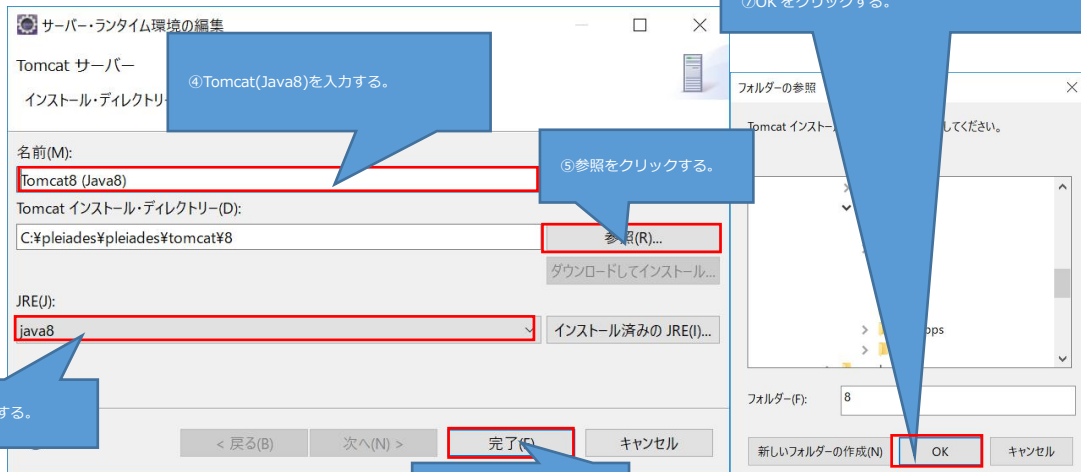 ⑦OK をクリックする。
サーバー・ランタイム環境の編集
Tomcat サーバー
インストール・ディレクトリ
④Tomcat(Java8)を入力する。
名前(M):
Tomcat8 (Java8)
⑤参照をクリックする。
Tomcat インストール・ディレクトリー(D):
C:¥pleiades¥pleiades¥tomcat¥8
参照(R)...
ダウンロードしてインストール...
JRE(J):
java8
インストール済みの JRE(I)...
する。
< 戻る(B)
次へ(N) >
完了(F)
キャンセル
フォルダーの参照
Tomcat インストー
してください。
フォルダー(F):
8
新しいフォルダーの作成(N)
OK
キャンセル